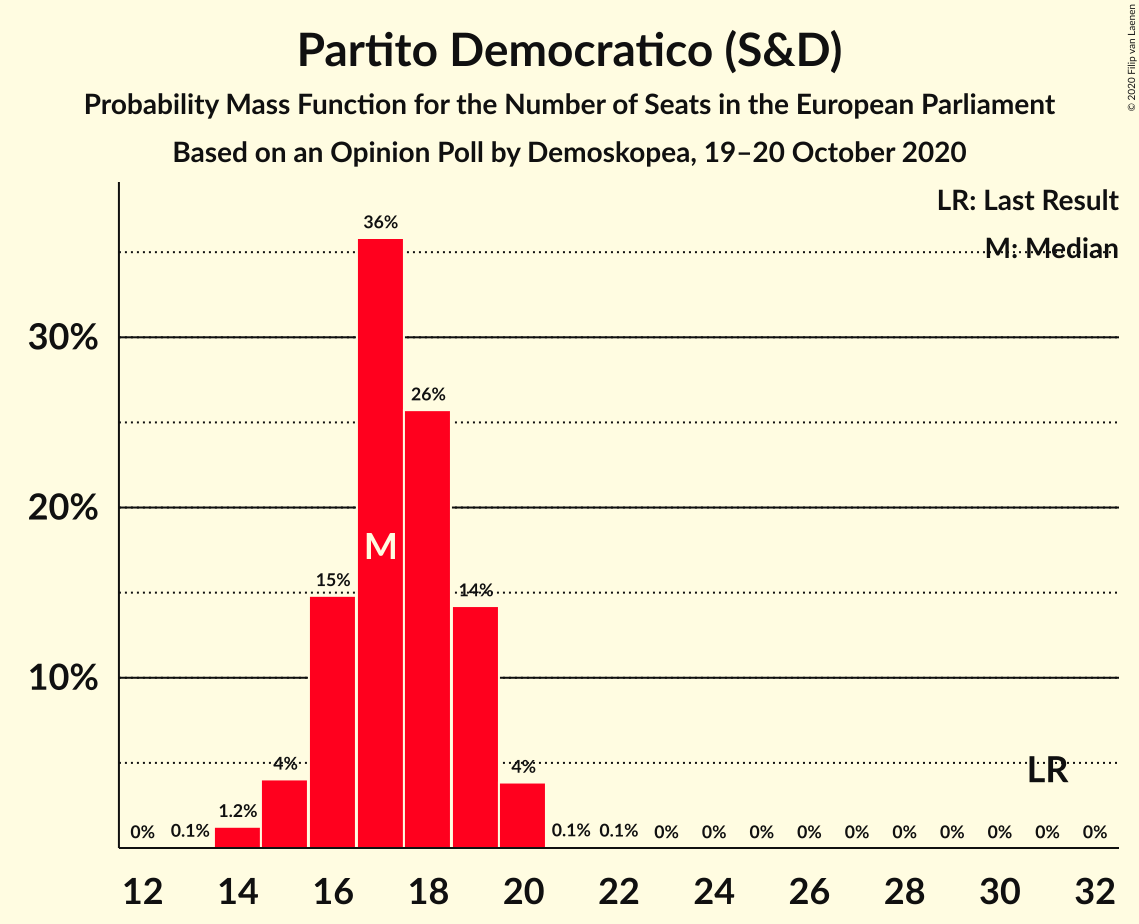 Partito Democratico (S&D)
Probability Mass Function for the Number of Seats in the European Parliament
Based on an Opinion Poll by Demoskopea, 19–20 October 2020
© 2020 Filip van Laenen
LR: Last Result
M: Median
30%
20%
10%
0%
0.1%
1.2%
4%
15%
36%
M
26%
14%
4%
0.1%
0.1%
0%
0%
0%
0%
0%
0%
0%
0%
LR
0%
0%
12 14 16 18 20 22 24 26 28 30 32